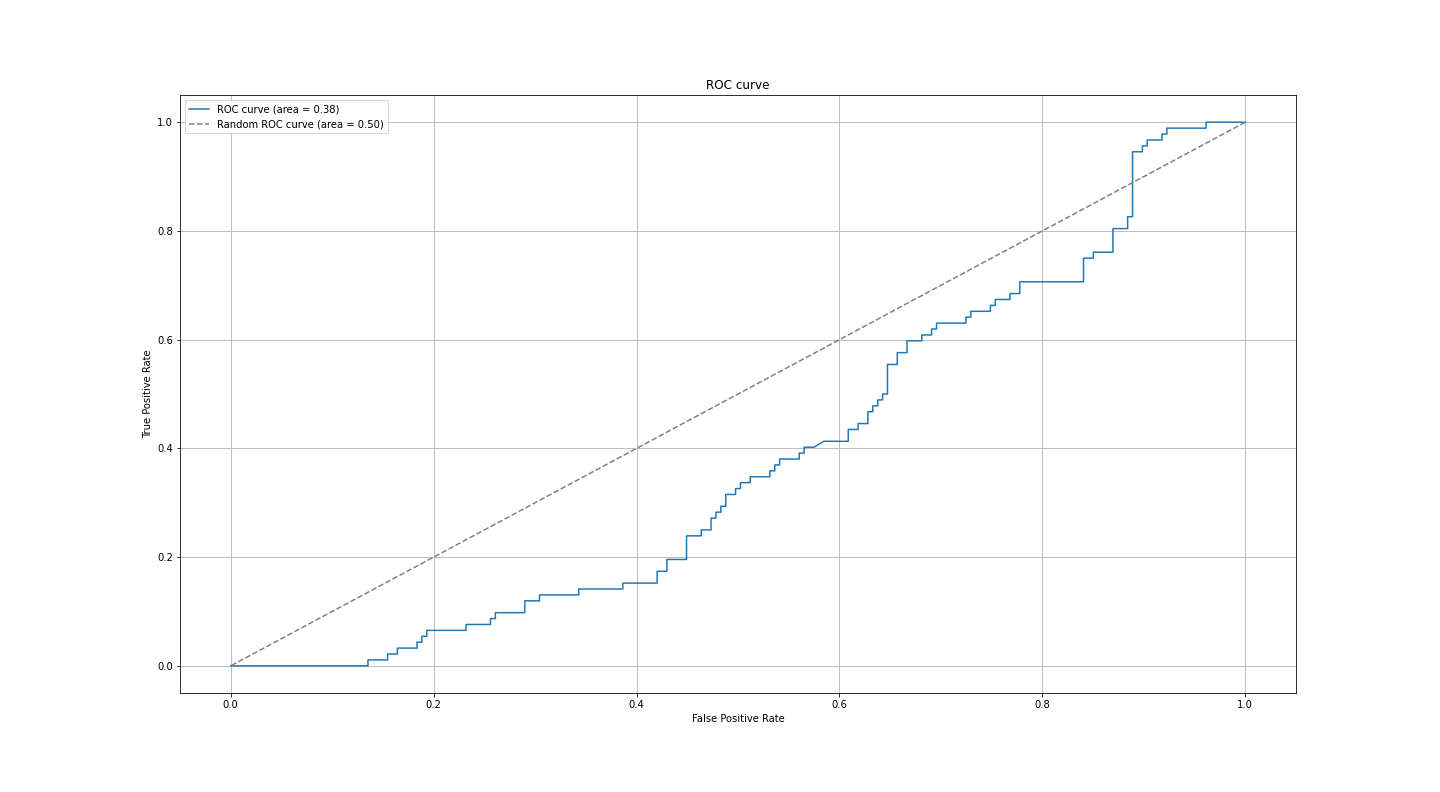 ROC curve
ROC curve (area = 0.38)
Random ROC curve (area = 0.50)
1.0
0.8
0.6
0.4
0.2
0.0
True Positive Rate
0.0 0.2 0.4 0.6 0.8 1.0
False Positive Rate